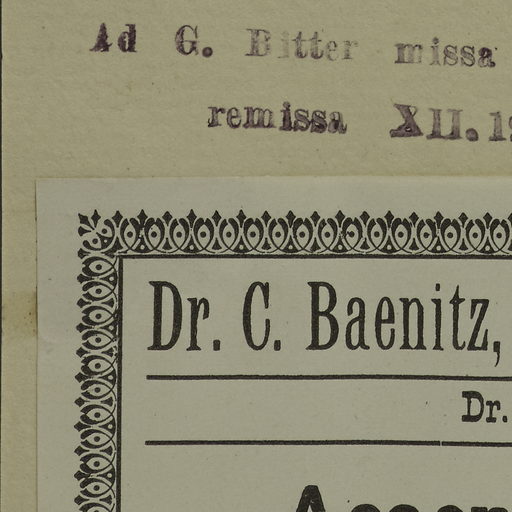 Ad G. Bitter missa
remissa XII.
Dr. C. Baenitz,
Dr.